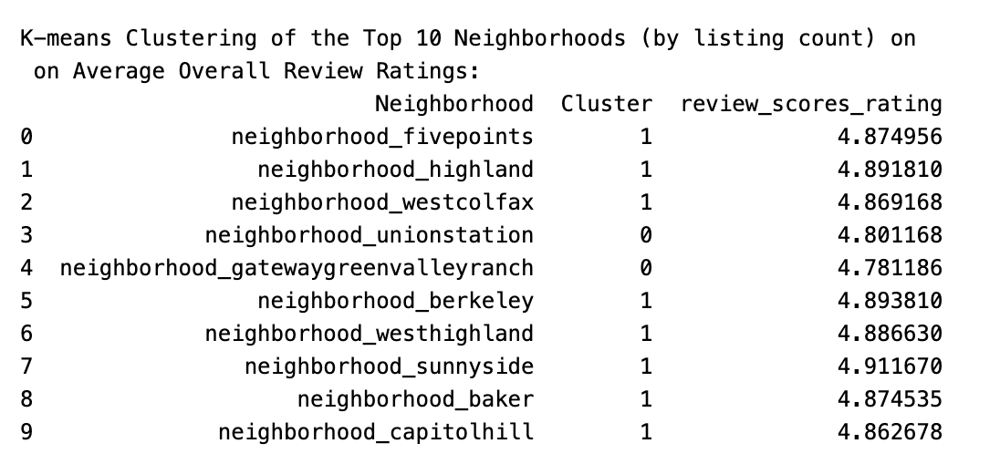 K-means Clustering of the Top 10 Neighborhoods (by listing count) on
on Average Overall Review Ratings:
Neighborhood Cluster review_scores_rating
0 neighborhood_fivepoints 1 4.874956
1 neighborhood_highland 1 4.891810
2 neighborhood_westcolfax 1 4.869168
3 neighborhood_unionstation 0 4.801168
4 neighborhood_gatewaygreenvalleyranch 0 4.781186
5 neighborhood_berkeley 1 4.893810
6 neighborhood_westhighland 1 4.886630
7 neighborhood_sunnyside 1 4.911670
8 neighborhood_baker 1 4.874535
9 neighborhood_capitolhill 1 4.862678